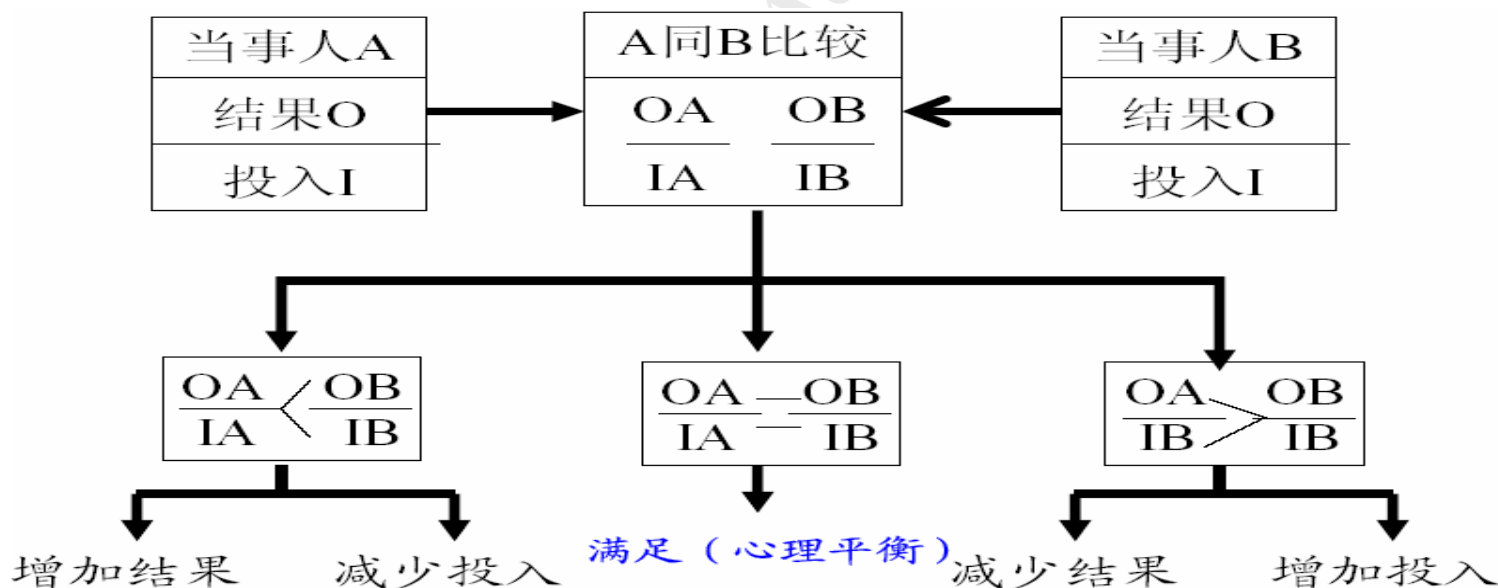 当事人A
A同B比较
当事人B
结果O
OA OB
结果O
投入I
IA IB
投入I
OA < OB
IA IB
OA = OB
IA IB
OA > OB
IB IB
增加结果
减少投入
满足（心理平衡）
减少结果
增加投入